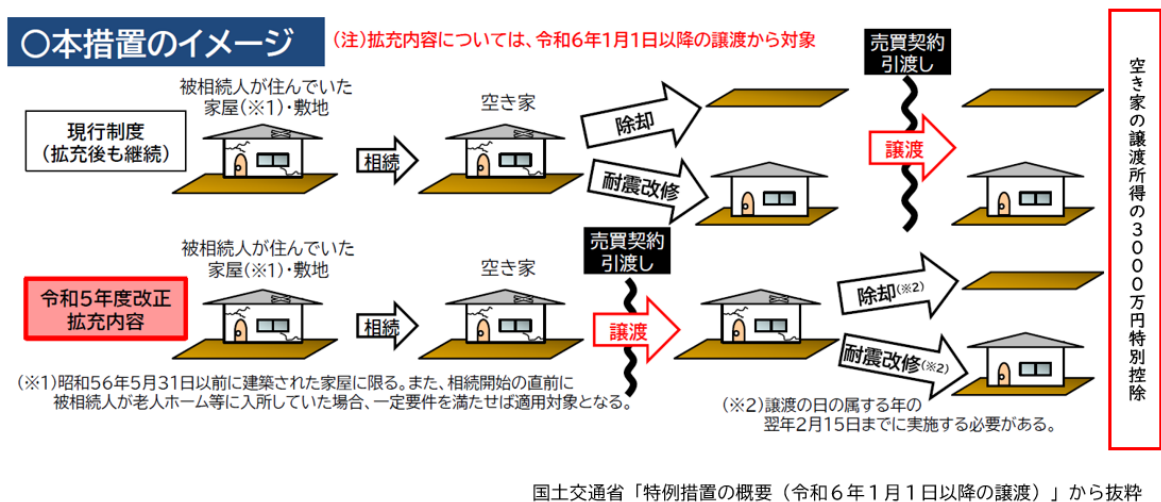 〇本措置のイメージ
(注)拡充内容については、令和6年1月1日以降の譲渡から対象
売買契約
引渡し
被相続人が住んでいた
家屋(※1)・敷地
空き家
現行制度
(拡充後も継続)
相続
除却
耐震改修
譲渡
被相続人が住んでいた
家屋(※1)・敷地
空き家
売買契約
引渡し
令和5年度改正
拡充内容
相続
譲渡
除却(※2)
耐震改修(※2)
空き家の譲渡所得の3000万円特別控除
(※1)昭和56年5月31日以前に建築された家屋に限る。また、相続開始の直前に
被相続人が老人ホーム等に入所していた場合、一定要件を満たせば適用対象となる。
(※2)譲渡の日の属する年の
翌年2月15日までに実施する必要がある。
国土交通省「特例措置の概要(令和6年1月1日以降の譲渡)」から抜粋